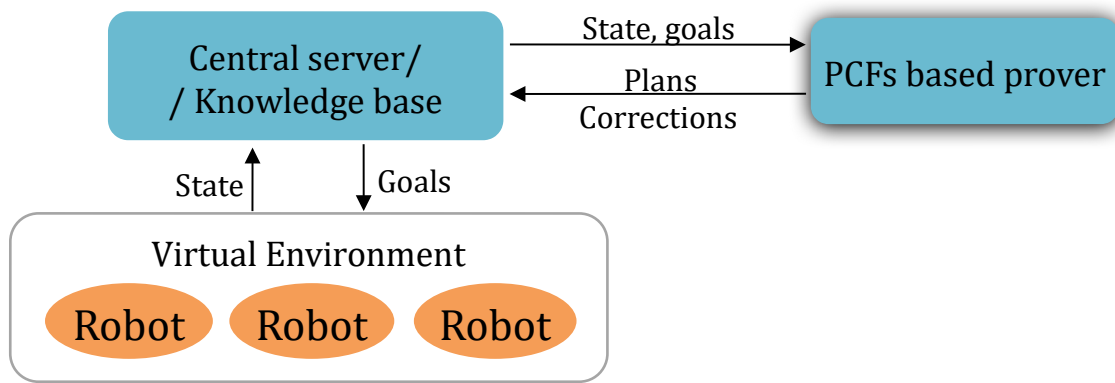 Central server/
/ Knowledge base
State, goals
Plans
Corrections
PCFs based prover
State
Goals
Virtual Environment
Robot
Robot
Robot